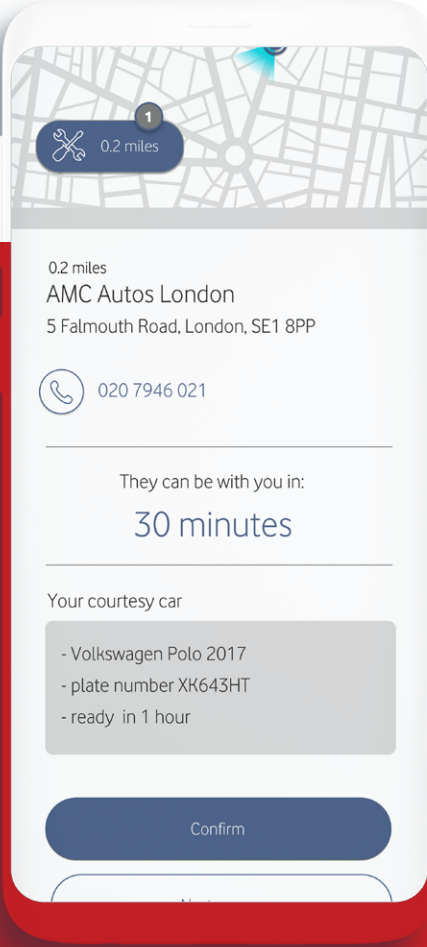 1
0.2 miles
0.2 miles
AMC Autos London
5 Falmouth Road, London, SE1 8PP
020 7946 021
They can be with you in:
30 minutes
Your courtesy car
- Volkswagen Polo 2017
- plate number XK643HT
- ready in 1 hour
Confirm